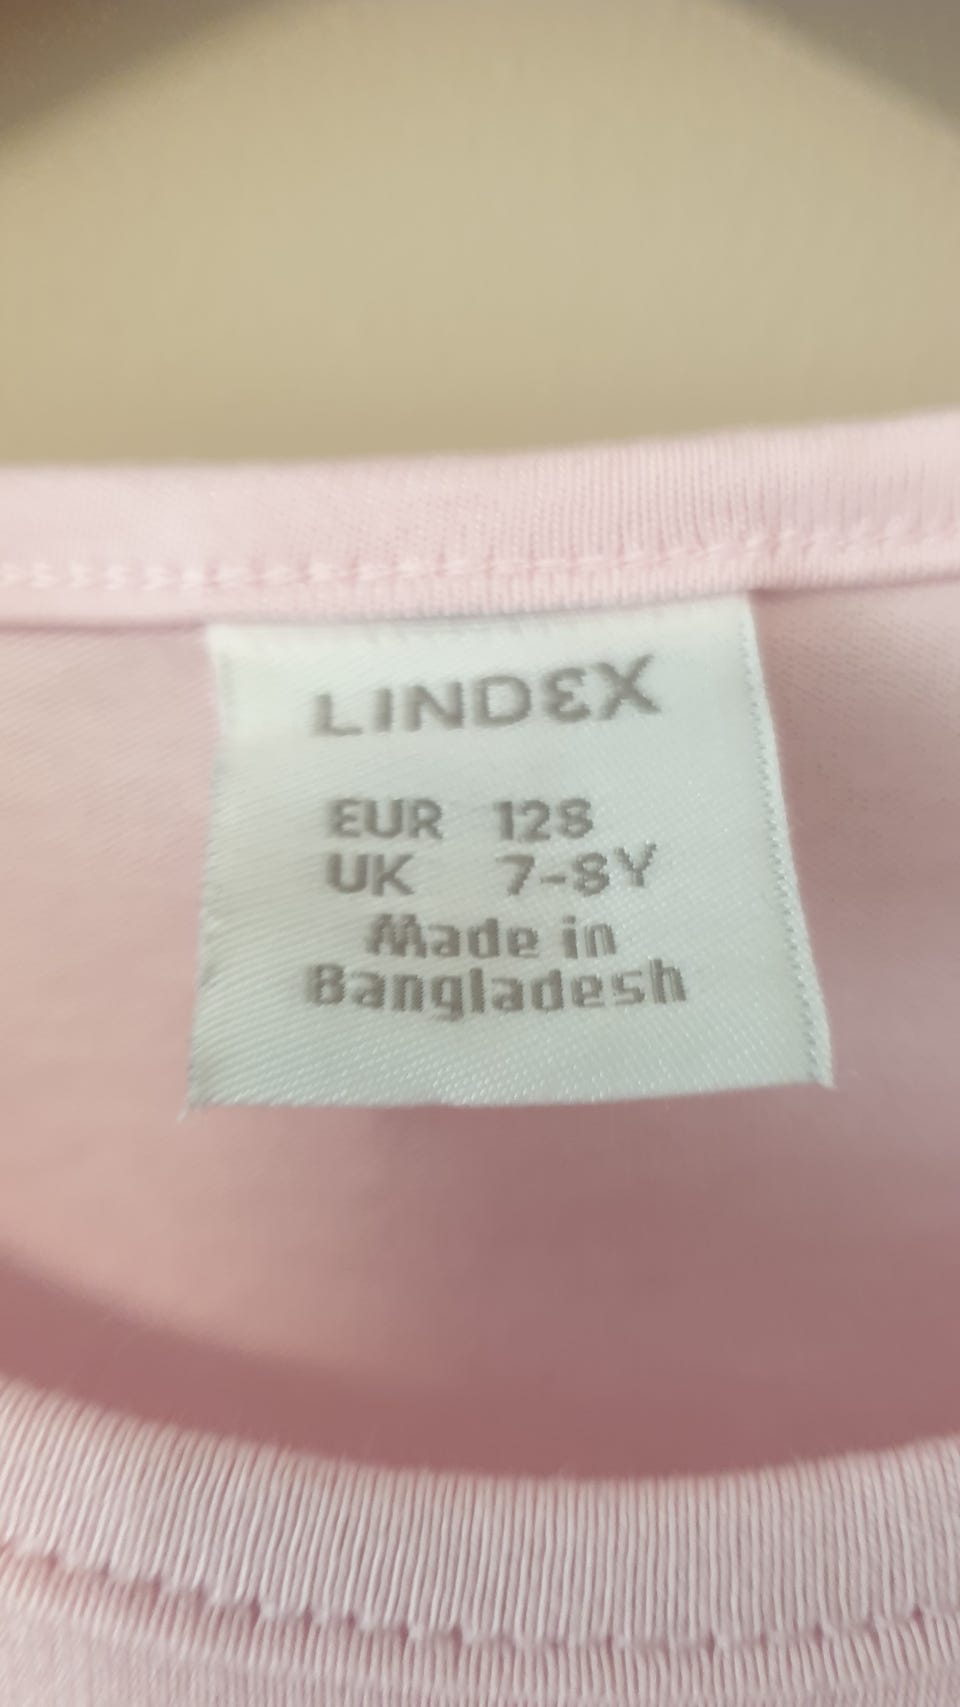 LINDEX
EUR 128
UK 7-8Y
Made in
Bangladesh